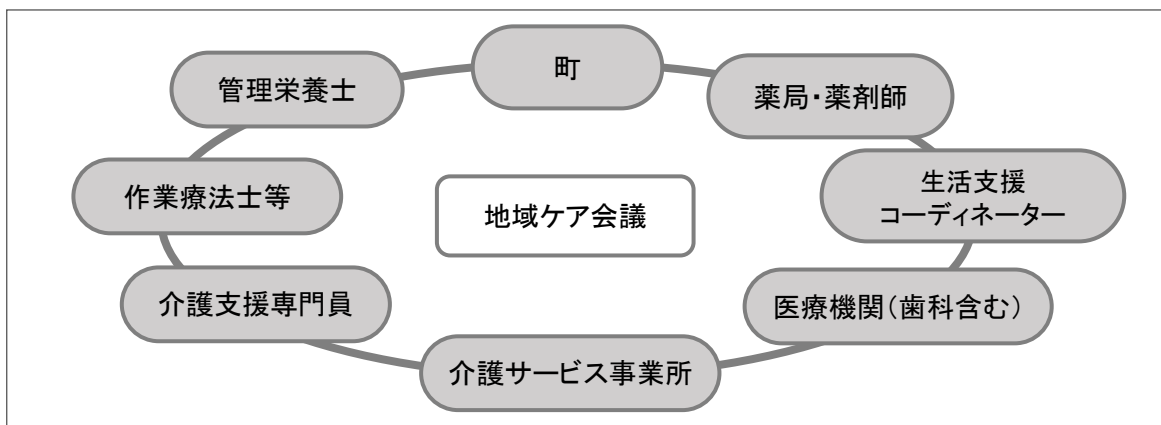 町
管理栄養士
薬局・薬剤師
作業療法士等
地域ケア会議
生活支援
コーディネーター
介護支援専門員
医療機関（歯科含む）
介護サービス事業所